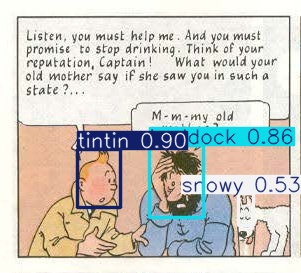 Listen, you must help me. And you must
promise to stop drinking. Think of your
reputation, Captain! What would your
old mother say if she saw you in such a
state?...
M-m-my old
tintin 0.90
dock 0.86
snowy 0.53